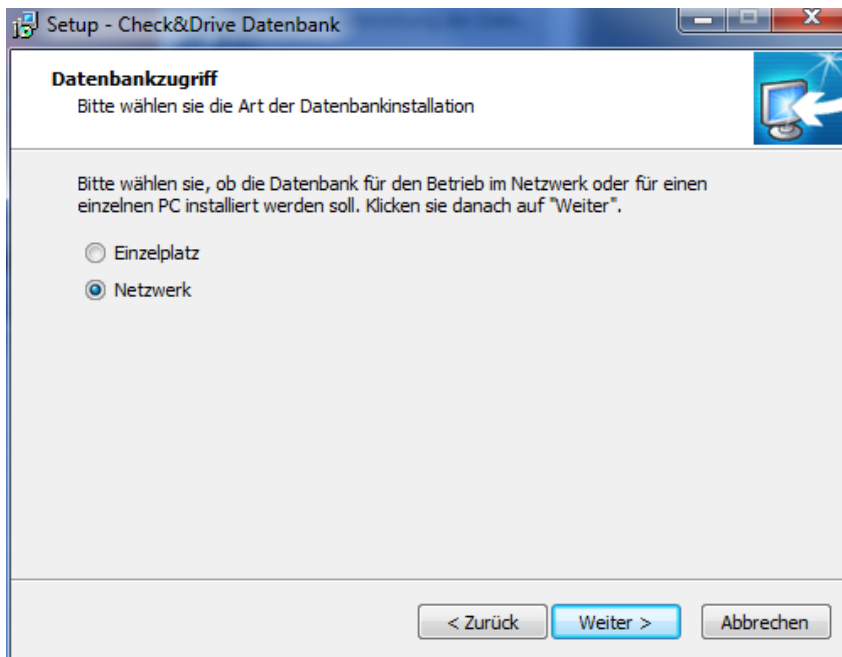 Setup - Check&Drive Datenbank
Datenbankzugriff
Bitte wählen sie die Art der Datenbankinstallation
Bitte wählen sie, ob die Datenbank für den Betrieb im Netzwerk oder für einen
einzelnen PC installiert werden soll. Klicken sie danach auf "Weiter".
Einzelplatz
Netzwerk
< Zurück
Weiter >
Abbrechen